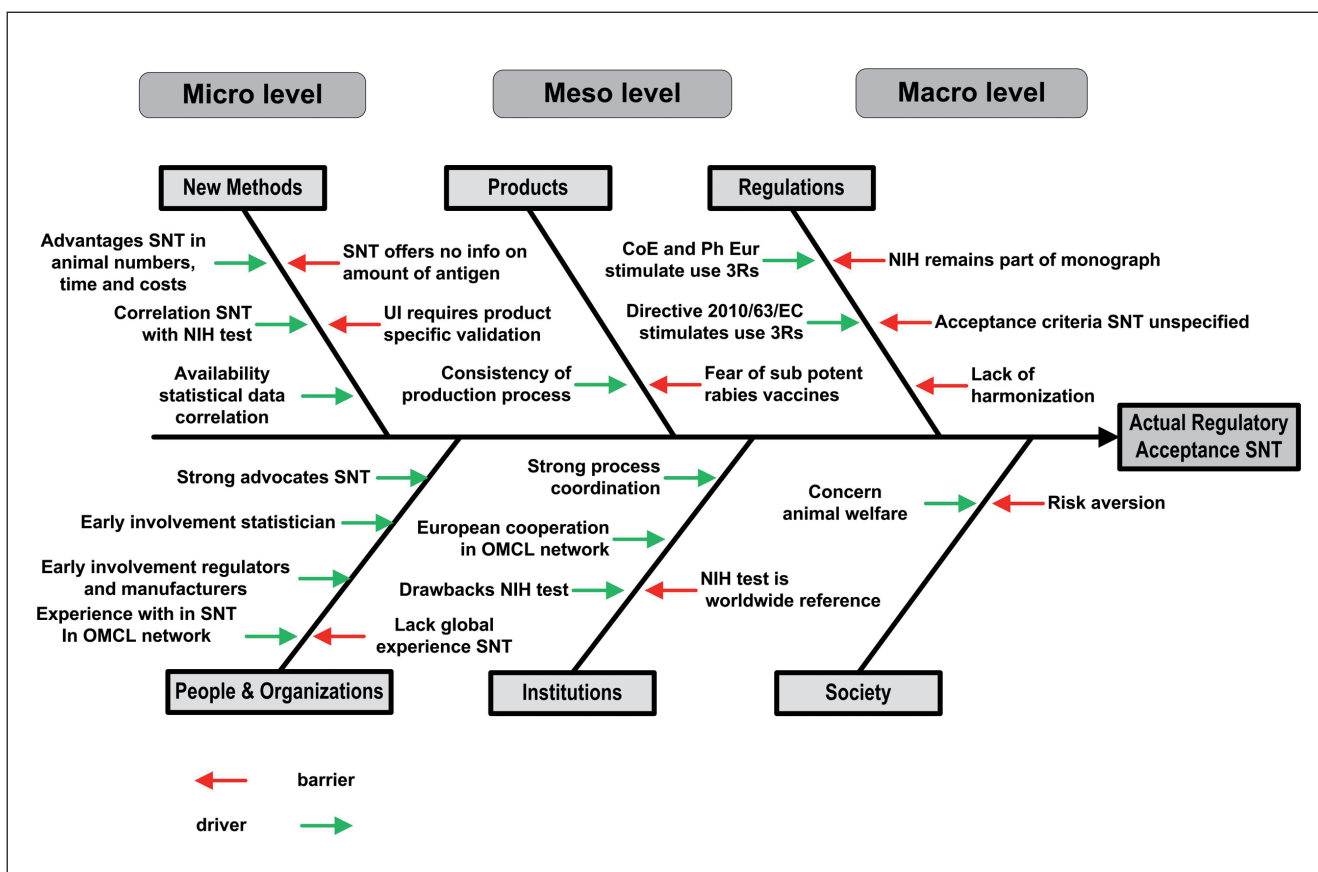 Micro level
Meso level
Macro level
New Methods
Products
Regulations
Advantages SNT in
animal numbers,
time and costs
SNT offers no info on
amount of antigen
Correlation SNT
with NIH test
UI requires product
specific validation
Availability
statistical data
correlation
Consistency of
production process
Fear of sub potent
rabies vaccines
CoE and Ph Eur
stimulate use 3Rs
NIH remains part of monograph
Directive 2010/63/EC
stimulates use 3Rs
Acceptance criteria SNT unspecified
Lack of
harmonization
Actual Regulatory
Acceptance SNT
Strong advocates SNT
Early involvement statistician
Early involvement regulators
and manufacturers
Experience with in SNT
In OMCL network
Lack global
experience SNT
Strong process
coordination
European cooperation
in OMCL network
Drawbacks NIH test
NIH test is
worldwide reference
Concern
animal welfare
Risk aversion
People & Organizations
Institutions
Society
barrier
driver